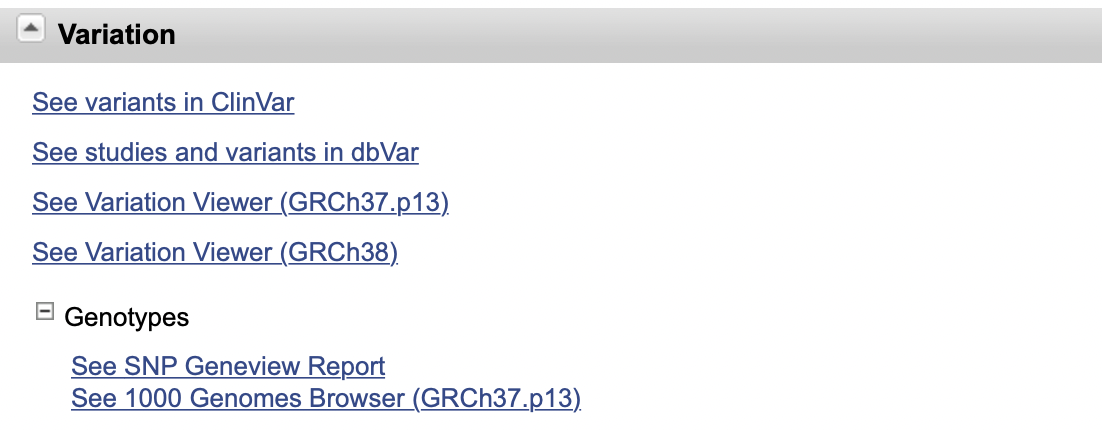 Variation
See variants in ClinVar
See studies and variants in dbVar
See Variation Viewer (GRCh37.p13)
See Variation Viewer (GRCh38)
Genotypes
See SNP Geneview Report
See 1000 Genomes Browser (GRCh37.p13)